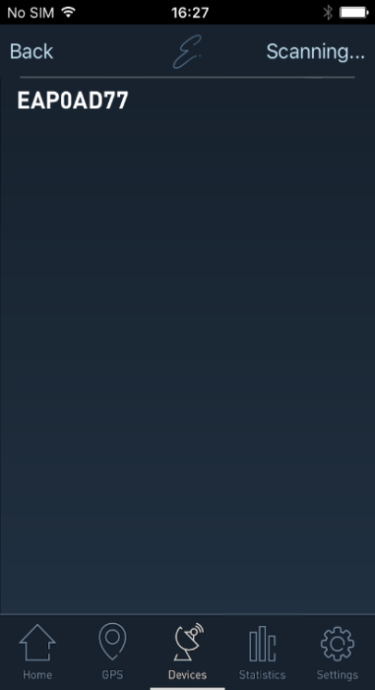 No SIM 16:27
Back Scanning...
EAP0AD77
Home GPS Devices Statistics Settings